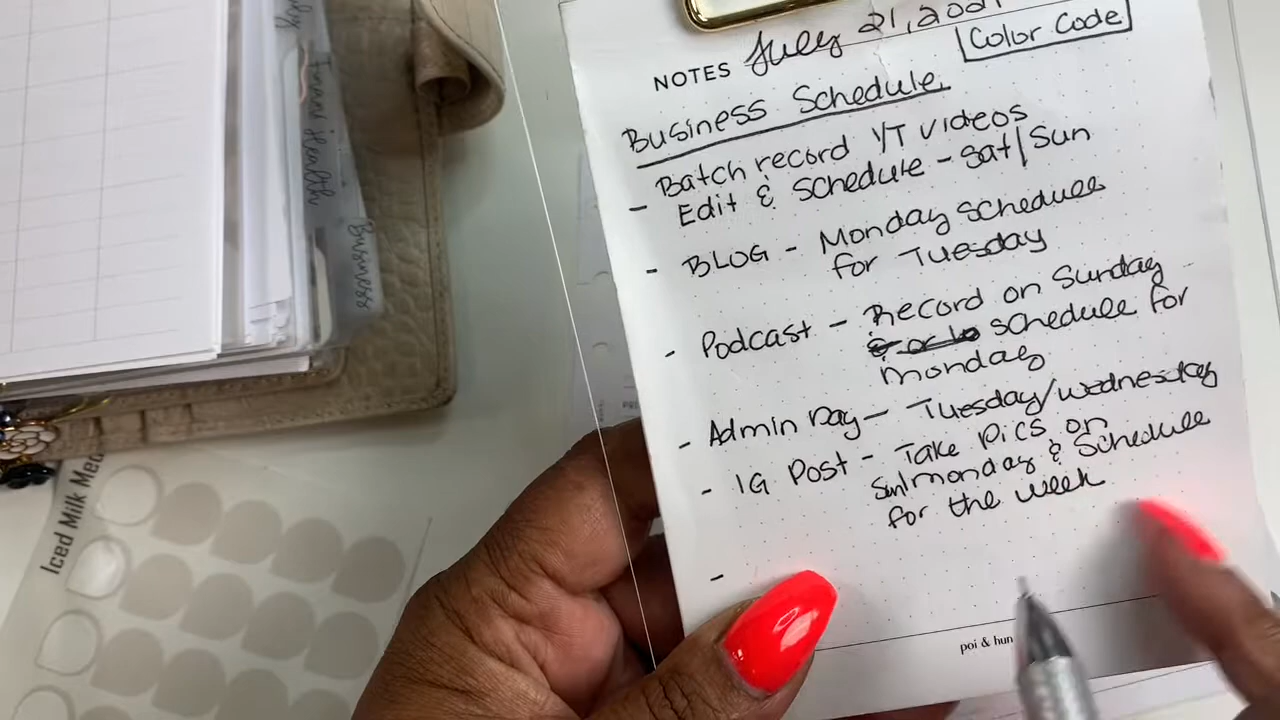 NOTES July 21, 2021
Color Code
Business Schedule
- Batch record Y/T videos
Edit & Schedule - Sat/Sun
- BLOG - Monday schedule
for Tuesday
- Podcast - Record on Sunday
schedule for
monday
- Admin Day - Tuesday/wednesday
- IG Post - Take Pics on
Sun/monday & Schedule
for the week
-
poi & hun
Business
Iced Milk Me